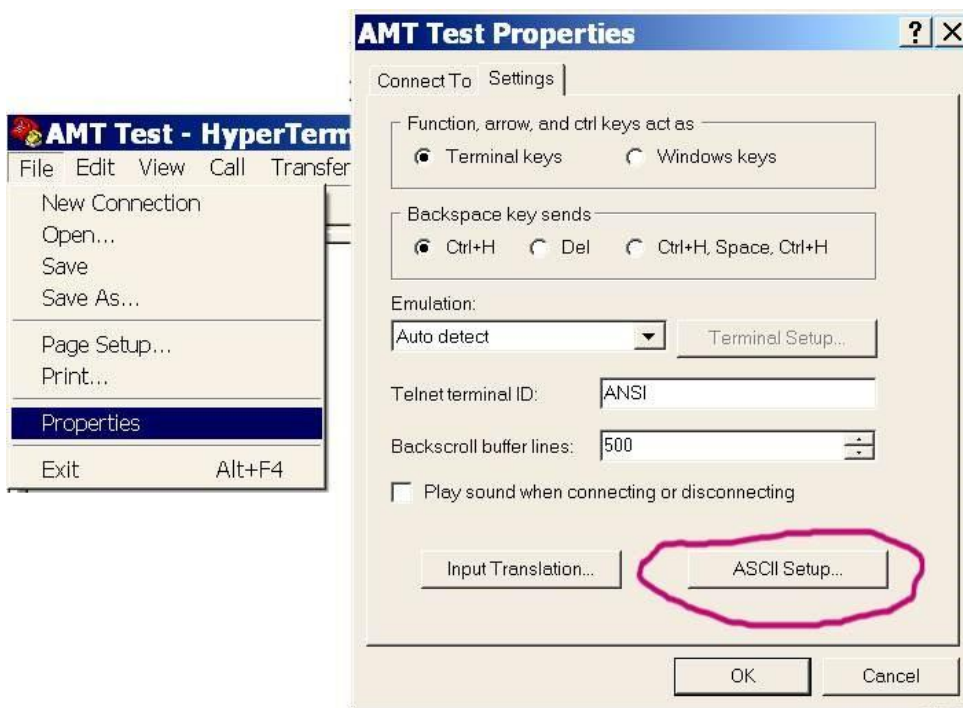 AMT Test - HyperTerm
File Edit View Call Transfer
New Connection
Open...
Save
Save As...
Page Setup...
Print...
Properties
Exit Alt+F4
AMT Test Properties
Connect To Settings
Function, arrow, and ctrl keys act as
Terminal keys Windows keys
Backspace key sends
Ctrl+H Del Ctrl+H, Space, Ctrl+H
Emulation:
Auto detect Terminal Setup...
Telnet terminal ID: ANSI
Backscroll buffer lines: 500
Play sound when connecting or disconnecting
Input Translation... ASCII Setup...
OK Cancel